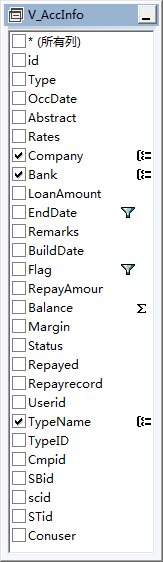 V_AccInfo
* (所有列)
id
Type
OccDate
Abstract
Rates
Company
Bank
LoanAmount
EndDate
Remarks
BuildDate
Flag
RepayAmour
Balance
Margin
Status
Repayed
Repayrecord
Userid
TypeName
TypeID
Cmpid
SBid
scid
STid
Conuser